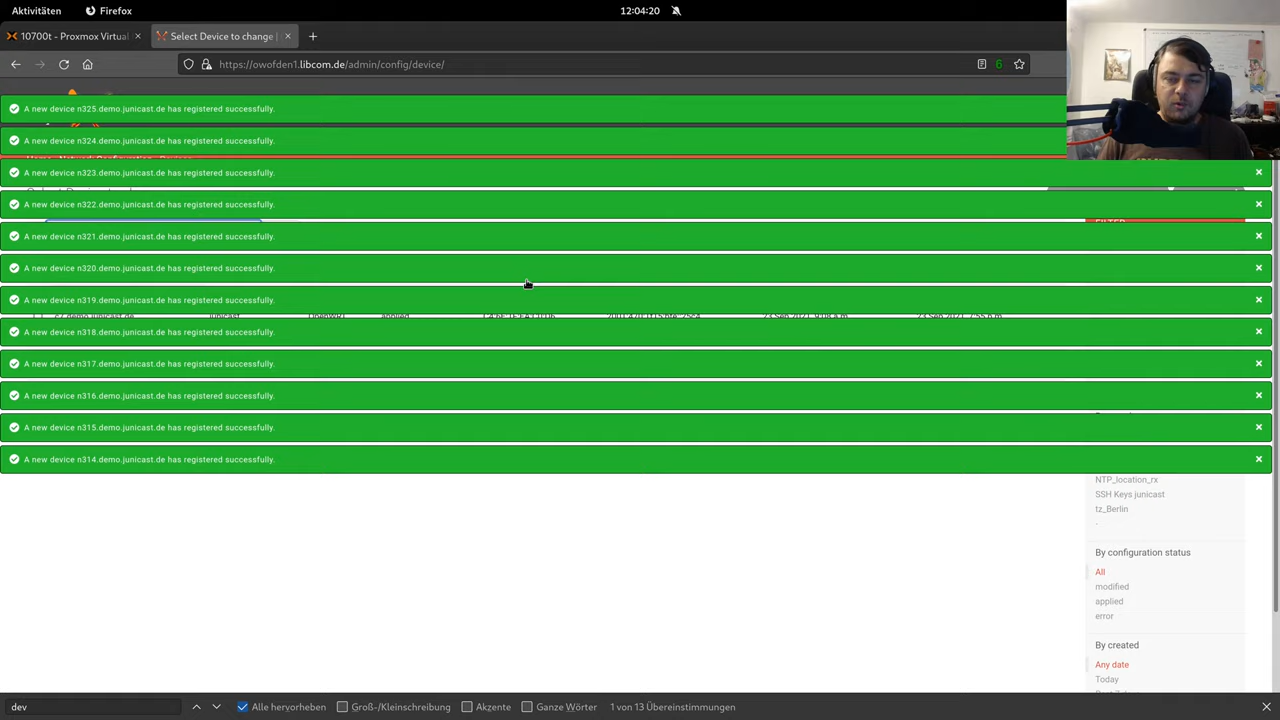 Aktivitäten
Firefox
12:04:20
10700t - Proxmox Virtual
Select Device to change |
https://owofden1.libcom.de/admin/config/device/
6
A new device n325.demo.junicast.de has registered successfully.
A new device n324.demo.junicast.de has registered successfully.
A new device n323.demo.junicast.de has registered successfully.
A new device n322.demo.junicast.de has registered successfully.
A new device n321.demo.junicast.de has registered successfully.
A new device n320.demo.junicast.de has registered successfully.
A new device n319.demo.junicast.de has registered successfully.
A new device n318.demo.junicast.de has registered successfully.
A new device n317.demo.junicast.de has registered successfully.
A new device n316.demo.junicast.de has registered successfully.
A new device n315.demo.junicast.de has registered successfully.
A new device n314.demo.junicast.de has registered successfully.
NTP_location_rx
SSH Keys junicast
tz_Berlin
-
By configuration status
All
modified
applied
error
By created
Any date
Today
dev
Alle hervorheben
Groß-/Kleinschreibung
Akzente
Ganze Wörter
1 von 13 Übereinstimmungen